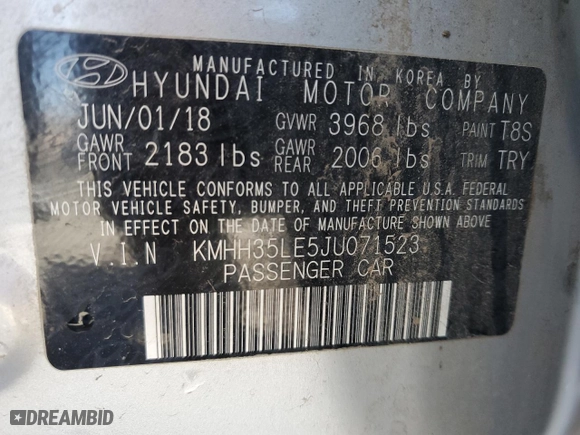 MANUFACTURED IN KOREA BY
HYUNDAI MOTOR COMPANY
JUN/01/18 GVWR 3968 lbs PAINT T8S
GAWR FRONT 2183 lbs GAWR REAR 2006 lbs TRIM TRY
THIS VEHICLE CONFORMS TO ALL APPLICABLE U.S.A. FEDERAL
MOTOR VEHICLE SAFETY, BUMPER, AND THEFT PREVENTION STANDARDS
IN EFFECT ON THE DATE OF MANUFACTURE SHOWN ABOVE.
V.I.N KMHH35LE5JU071523
PASSENGER CAR
DREAMBID